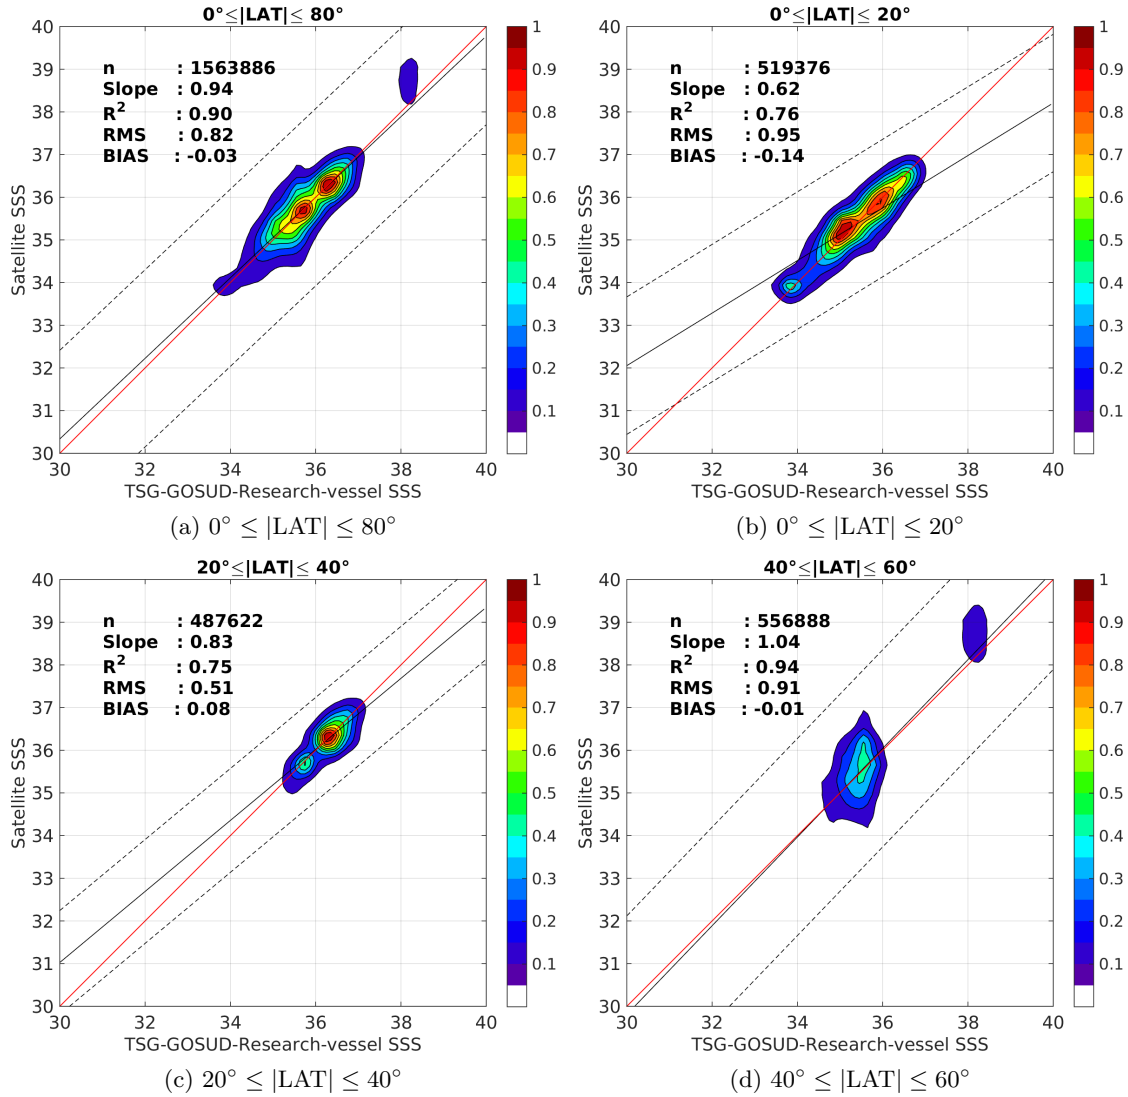 0°≤|LAT|≤ 80°
n : 1563886
Slope : 0.94
R² : 0.90
RMS : 0.82
BIAS : -0.03
40
39
38
37
36
35
34
33
32
31
30
30 32 34 36 38 40
Satellite SSS
TSG-GOSUD-Research-vessel SSS
1
0.9
0.8
0.7
0.6
0.5
0.4
0.3
0.2
0.1
(a) 0° ≤ |LAT| ≤ 80°
0°≤|LAT|≤ 20°
n : 519376
Slope : 0.62
R² : 0.76
RMS : 0.95
BIAS : -0.14
40
39
38
37
36
35
34
33
32
31
30
30 32 34 36 38 40
Satellite SSS
TSG-GOSUD-Research-vessel SSS
1
0.9
0.8
0.7
0.6
0.5
0.4
0.3
0.2
0.1
(b) 0° ≤ |LAT| ≤ 20°
20°≤|LAT|≤ 40°
n : 487622
Slope : 0.83
R² : 0.75
RMS : 0.51
BIAS : 0.08
40
39
38
37
36
35
34
33
32
31
30
30 32 34 36 38 40
Satellite SSS
TSG-GOSUD-Research-vessel SSS
1
0.9
0.8
0.7
0.6
0.5
0.4
0.3
0.2
0.1
(c) 20° ≤ |LAT| ≤ 40°
40°≤|LAT|≤ 60°
n : 556888
Slope : 1.04
R² : 0.94
RMS : 0.91
BIAS : -0.01
40
39
38
37
36
35
34
33
32
31
30
30 32 34 36 38 40
Satellite SSS
TSG-GOSUD-Research-vessel SSS
1
0.9
0.8
0.7
0.6
0.5
0.4
0.3
0.2
0.1
(d) 40° ≤ |LAT| ≤ 60°